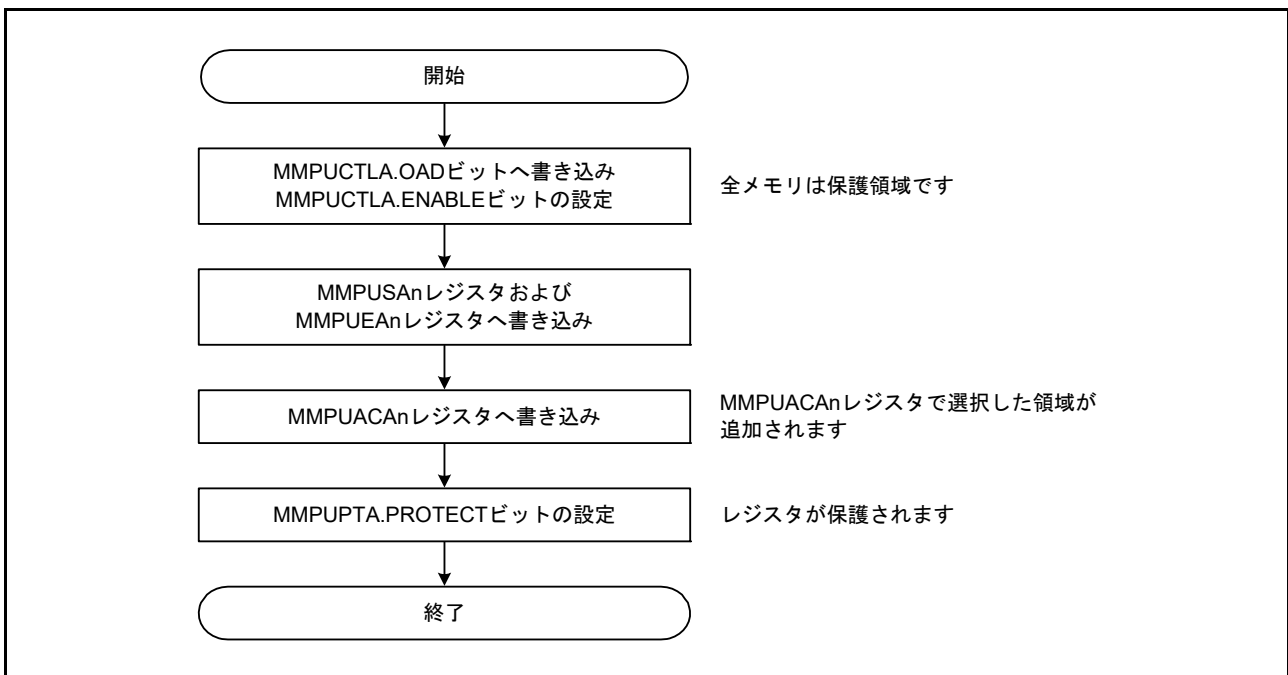 開始
MMPUCTLA.OADビットへ書き込み
MMPUCTLA.ENABLEビットの設定
全メモリは保護領域です
MMPUSAnレジスタおよび
MMPUEAnレジスタへ書き込み
MMPUACAnレジスタへ書き込み
MMPUACAnレジスタで選択した領域が
追加されます
MMPUPTA.PROTECTビットの設定
レジスタが保護されます
終了